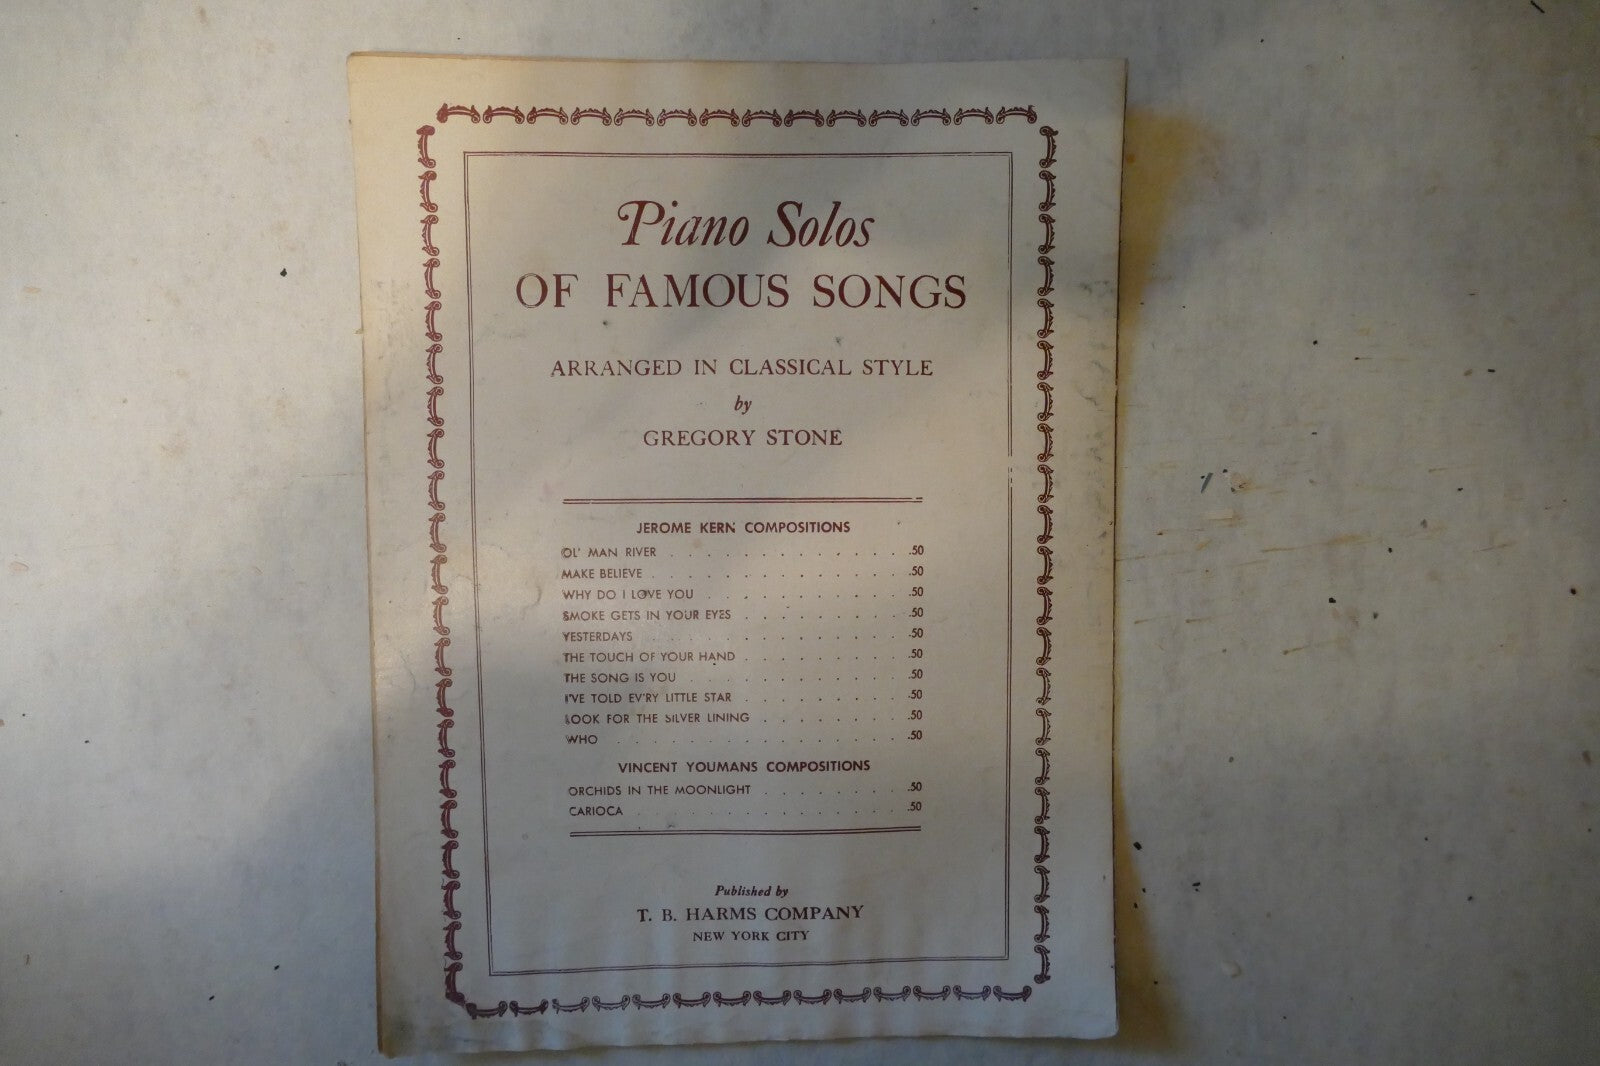 Piano Solos
OF FAMOUS SONGS
ARRANGED IN CLASSICAL STYLE
by
GREGORY STONE
JEROME KERN COMPOSITIONS
OL' MAN RIVER . . . . . . . . . . . . . .50
MAKE BELIEVE . . . . . . . . . . . . . .50
WHY DO I LOVE YOU . . . . . . . . . . .50
SMOKE GETS IN YOUR EYES . . . . . . . . .50
YESTERDAYS . . . . . . . . . . . . . . .50
THE TOUCH OF YOUR HAND . . . . . . . . .50
THE SONG IS YOU . . . . . . . . . . . .50
I'VE TOLD EV'RY LITTLE STAR . . . . . . . . .50
LOOK FOR THE SILVER LINING . . . . . . . .50
WHO . . . . . . . . . . . . . . . . .50
VINCENT YOUMANS COMPOSITIONS
ORCHIDS IN THE MOONLIGHT . . . . . . . .50
CARIOCA . . . . . . . . . . . . . . .50
Published by
T. B. HARMS COMPANY
NEW YORK CITY